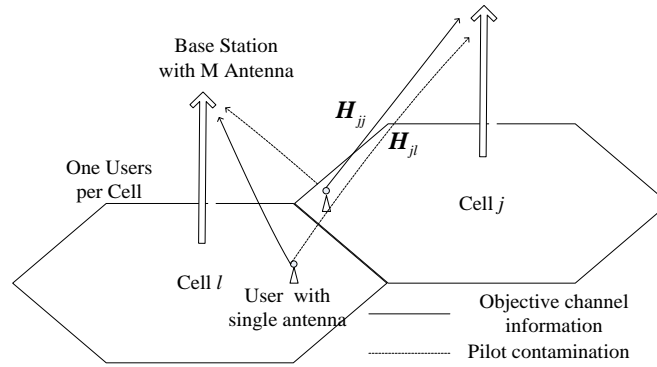 Base Station
with M Antenna
H_jj
H_jl
One Users
per Cell
Cell j
Cell l
User with
single antenna
Objective channel
information
Pilot contamination